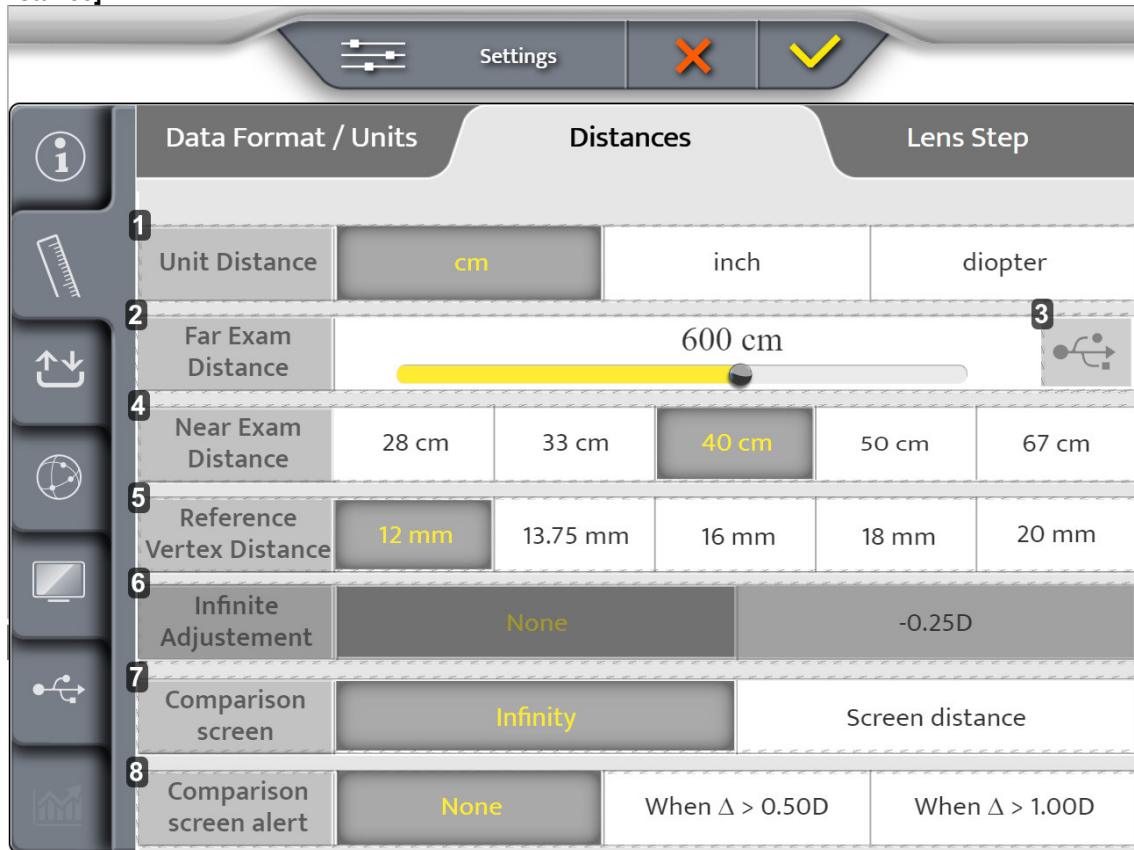 Settings
Data Format / Units
Distances
Lens Step
1
Unit Distance
cm
inch
diopter
2
Far Exam
Distance
600 cm
3
4
Near Exam
Distance
28 cm
33 cm
40 cm
50 cm
67 cm
5
Reference
Vertex Distance
12 mm
13.75 mm
16 mm
18 mm
20 mm
6
Infinite
Adjustement
None
-0.25D
7
Comparison
screen
Infinity
Screen distance
8
Comparison
screen alert
None
When Δ > 0.50D
When Δ > 1.00D